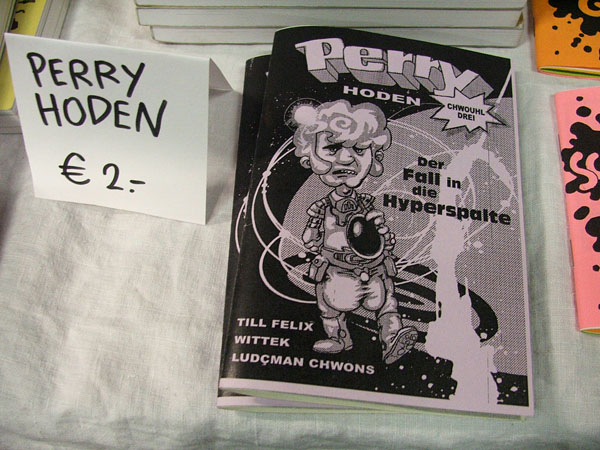 PERRY
HODEN
€ 2.-
Perry
HODEN
CHWOUHL
DREI
Der
Fall in
die
Hyperspalte
TILL FELIX
WITTEK
LUDÇMAN CHWONS